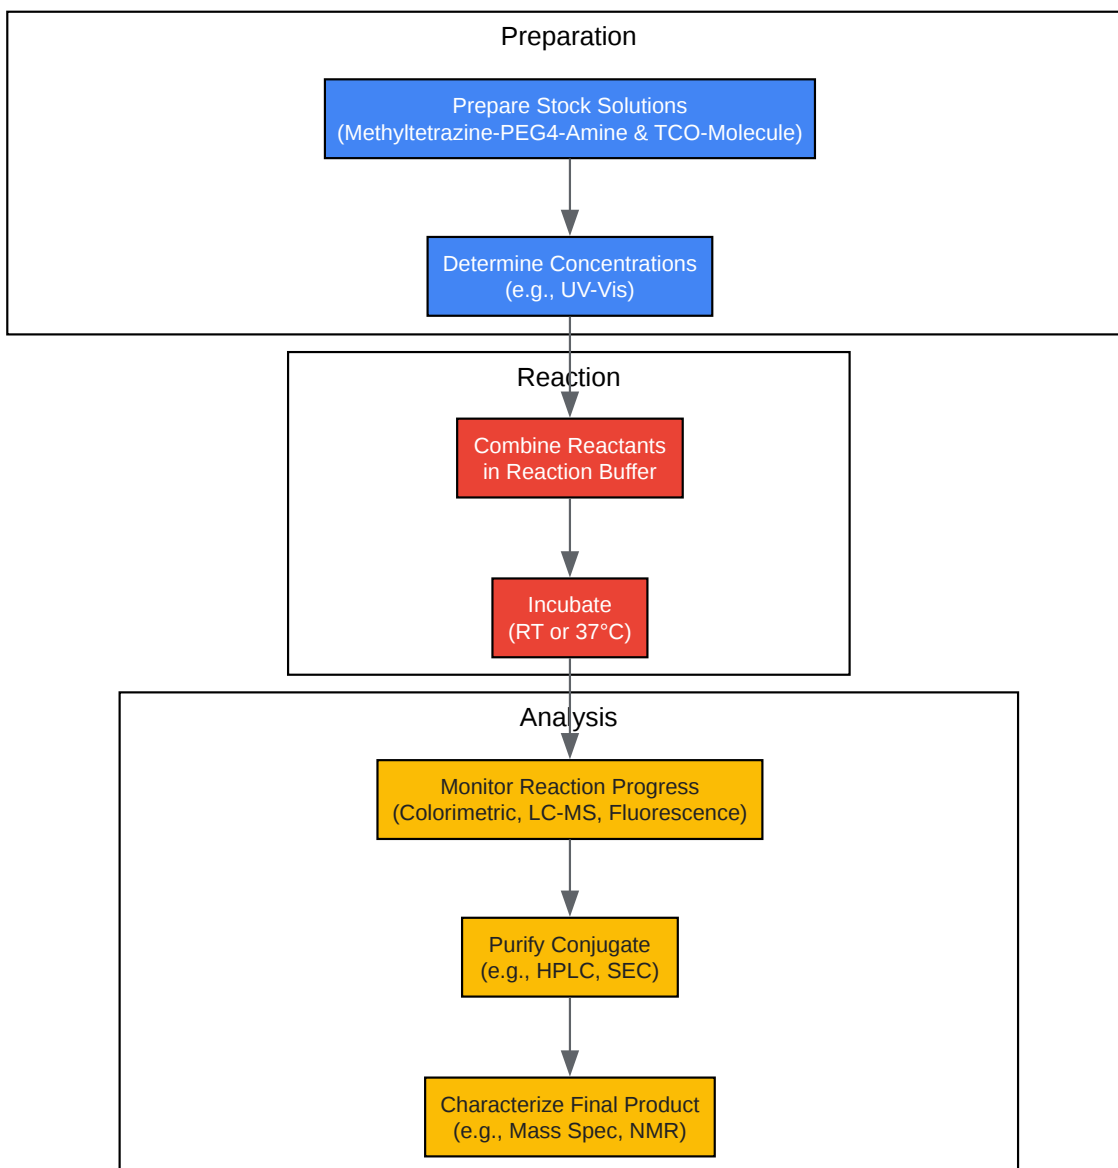 Preparation
Prepare Stock Solutions
(Methyltetrazine-PEG4-Amine & TCO-Molecule)
Determine Concentrations
(e.g., UV-Vis)
Reaction
Combine Reactants
in Reaction Buffer
Incubate
(RT or 37°C)
Analysis
Monitor Reaction Progress
(Colorimetric, LC-MS, Fluorescence)
Purify Conjugate
(e.g., HPLC, SEC)
Characterize Final Product
(e.g., Mass Spec, NMR)